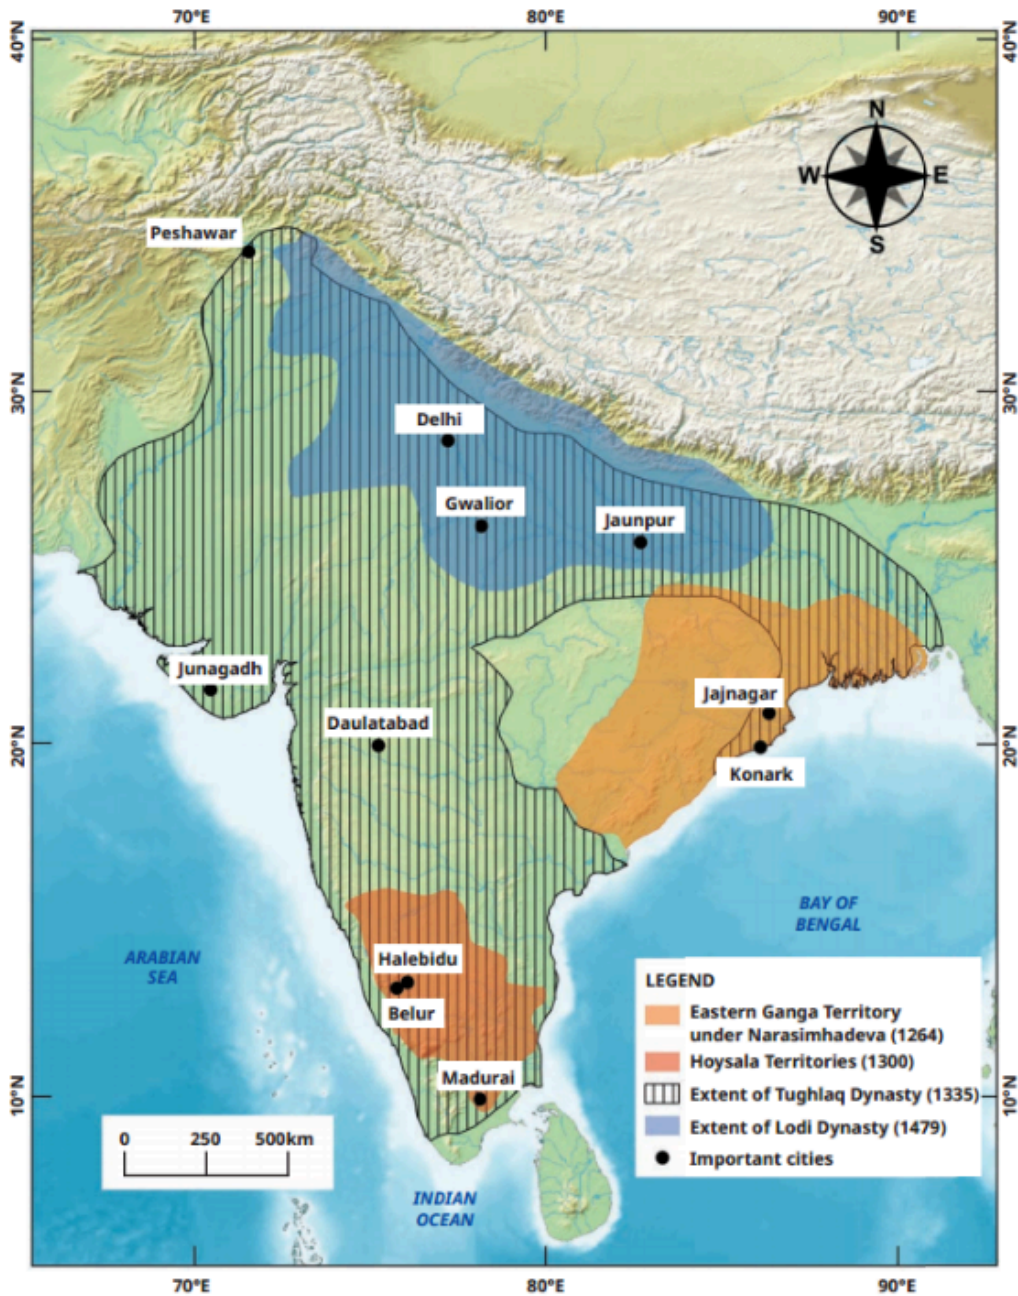 70°E 80°E 90°E
40°N 40°N
N
W E
S
Peshawar
30°N 30°N
Delhi
Gwalior
Jaunpur
Junagadh
Jajnagar
Daulatabad
20°N 20°N
Konark
BAY OF
BENGAL
ARABIAN
SEA
Halebidu
Belur
Madurai
10°N 10°N
LEGEND
Eastern Ganga Territory
under Narasimhadeva (1264)
Hoysala Territories (1300)
Extent of Tughlaq Dynasty (1335)
Extent of Lodi Dynasty (1479)
Important cities
0 250 500km
INDIAN
OCEAN
70°E 80°E 90°E